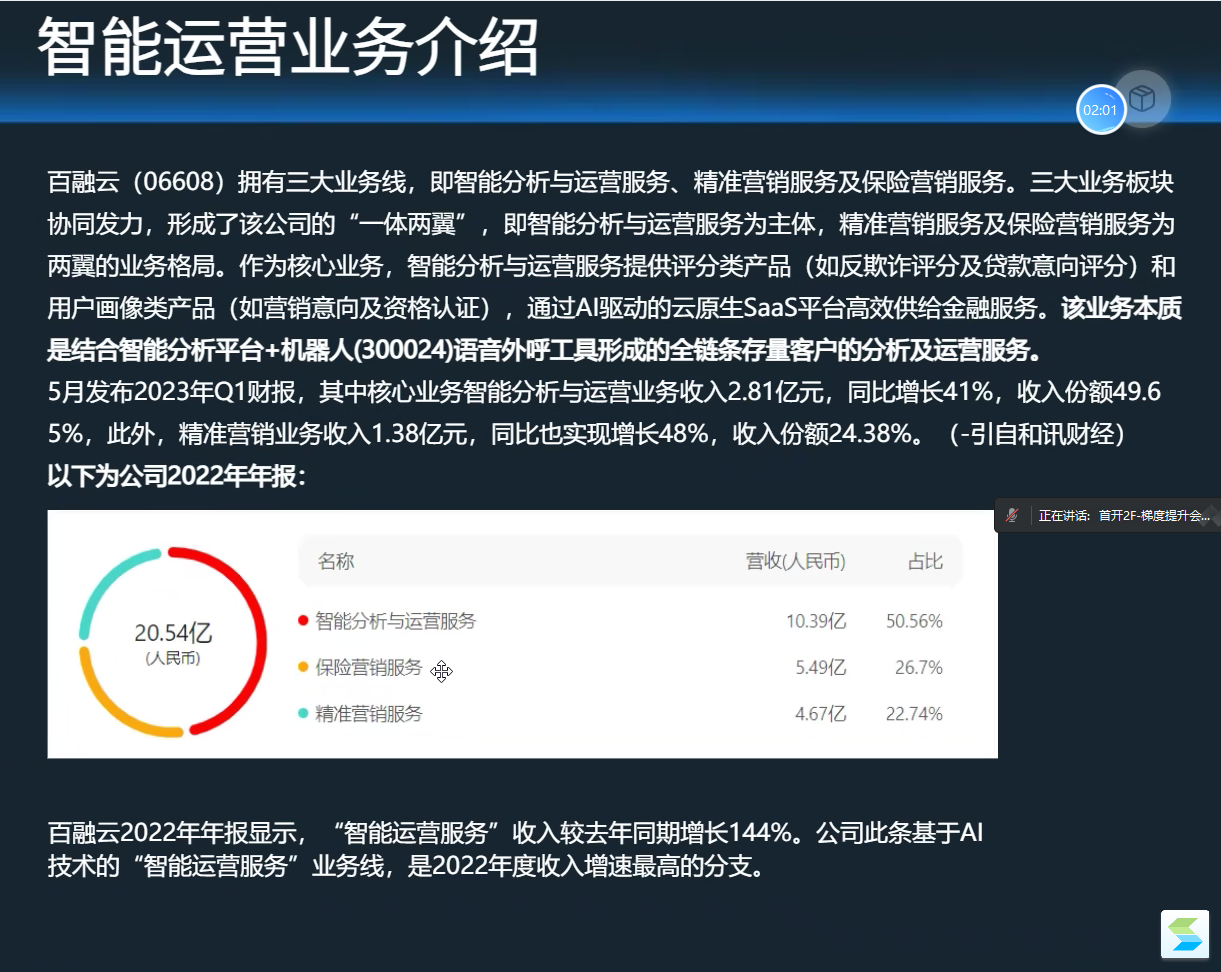 智能运营业务介绍
02:01
百融云（06608）拥有三大业务线，即智能分析与运营服务、精准营销服务及保险营销服务。三大业务板块
协同发力，形成了该公司的“一体两翼”，即智能分析与运营服务为主体，精准营销服务及保险营销服务为
两翼的业务格局。作为核心业务，智能分析与运营服务提供评分类产品（如反欺诈评分及贷款意向评分）和
用户画像类产品（如营销意向及资格认证），通过AI驱动的云原生SaaS平台高效供给金融服务。该业务本质
是结合智能分析平台+机器人(300024)语音外呼工具形成的全链条存量客户的分析及运营服务。
5月发布2023年Q1财报，其中核心业务智能分析与运营业务收入2.81亿元，同比增长41%，收入份额49.6
5%，此外，精准营销业务收入1.38亿元，同比也实现增长48%，收入份额24.38%。（-引自和讯财经）
以下为公司2022年年报：
正在讲话: 首开2F-梯度提升会...
名称 营收(人民币) 占比
20.54亿
(人民币)
智能分析与运营服务 10.39亿 50.56%
保险营销服务 5.49亿 26.7%
精准营销服务 4.67亿 22.74%
百融云2022年年报显示，“智能运营服务”收入较去年同期增长144%。公司此条基于AI
技术的“智能运营服务”业务线，是2022年度收入增速最高的分支。